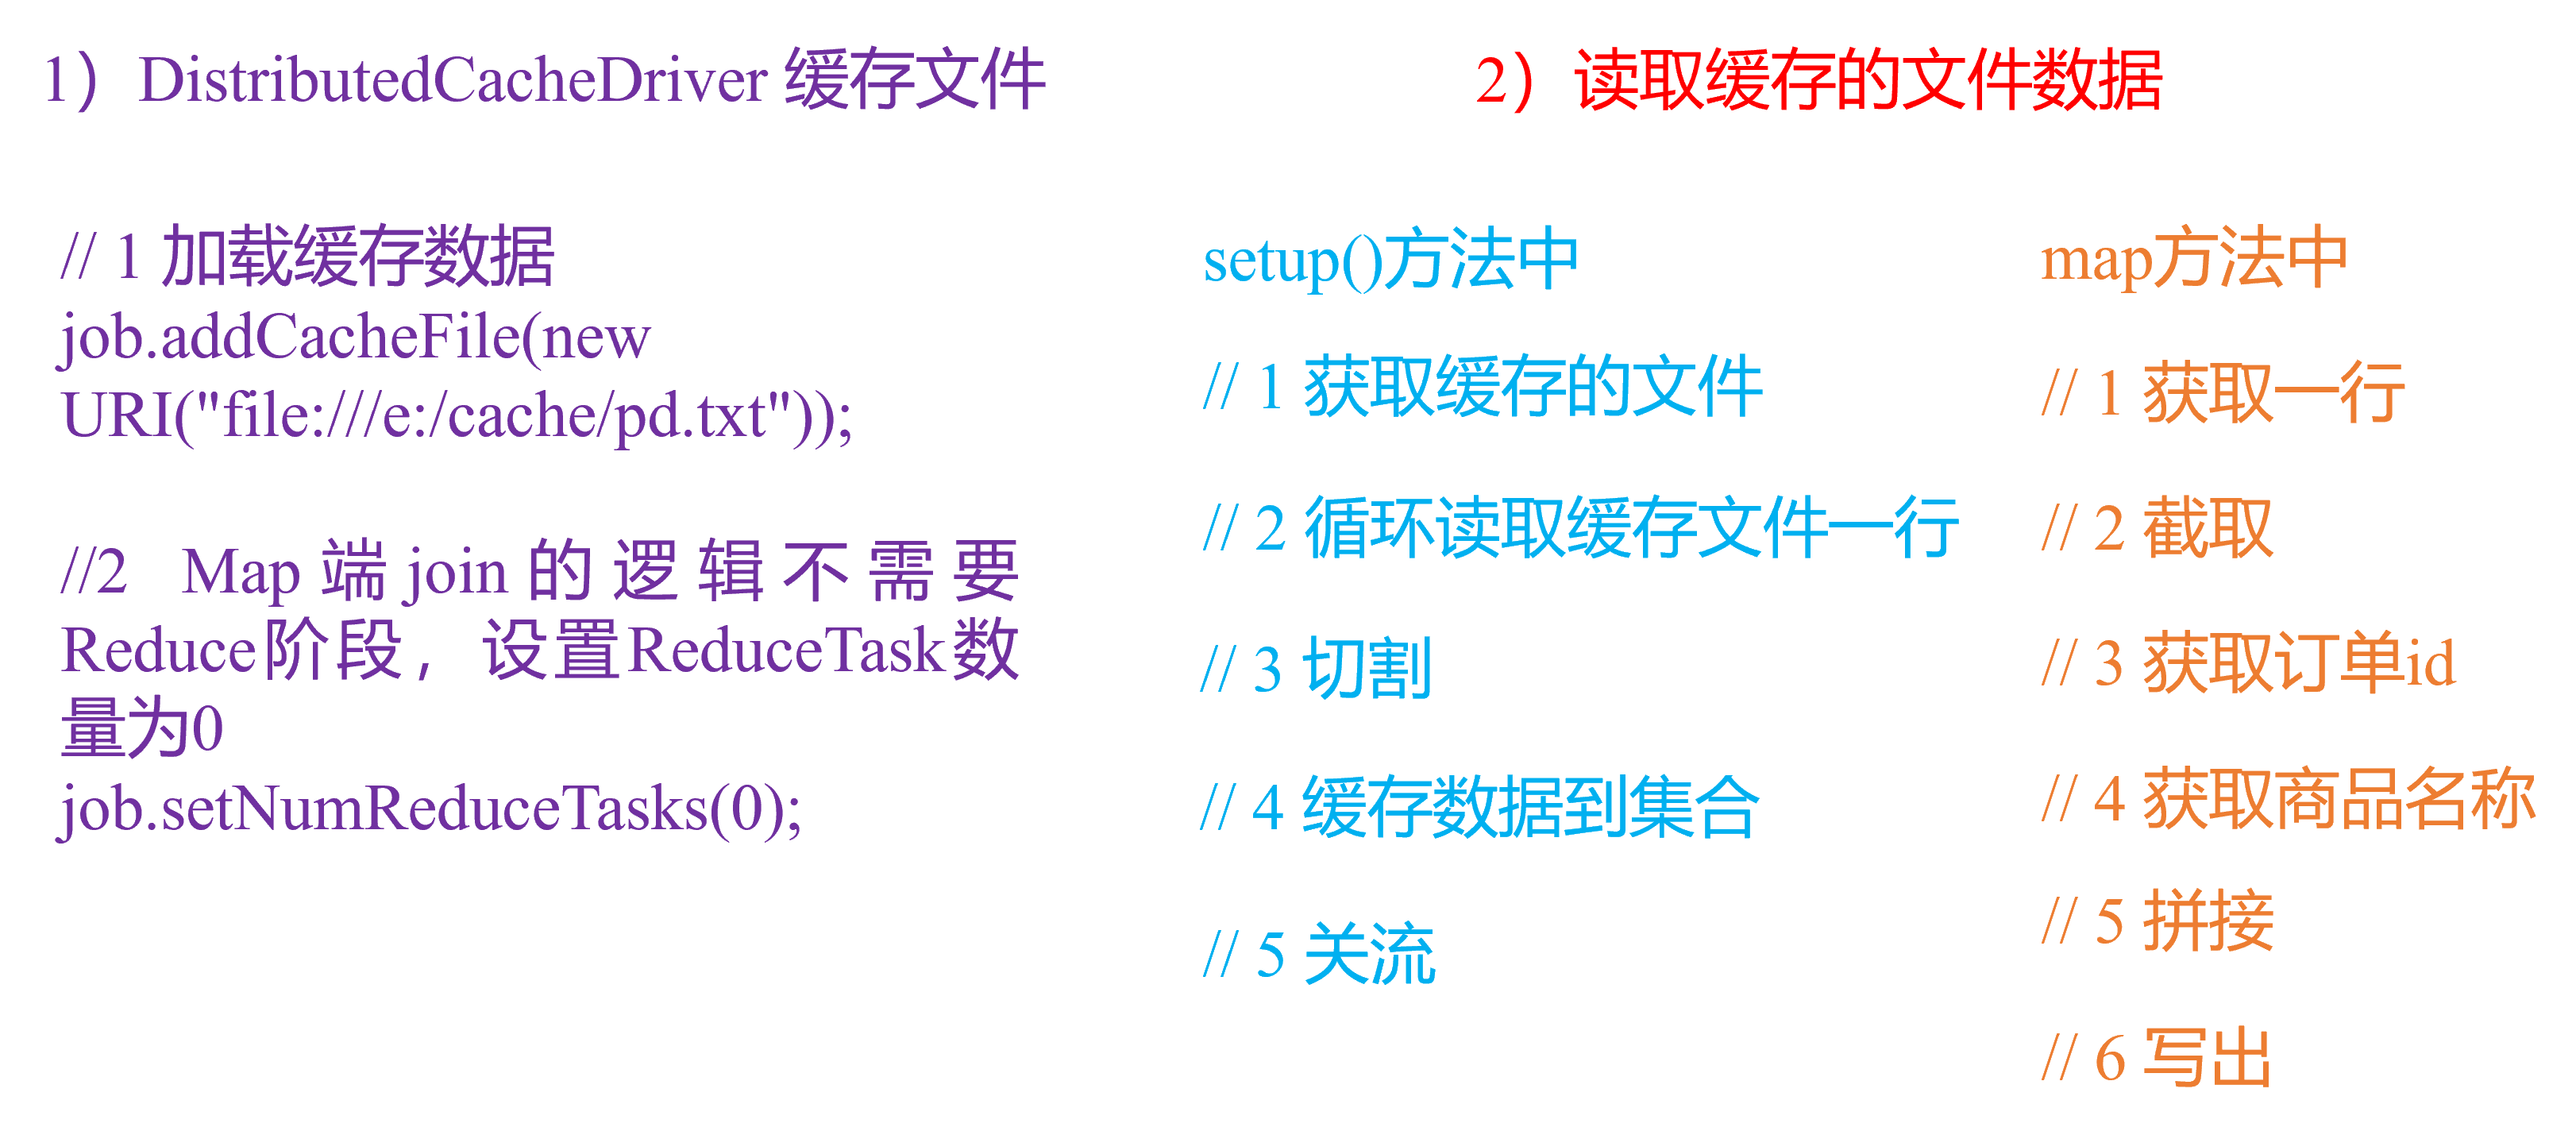 1）DistributedCacheDriver 缓存文件
// 1 加载缓存数据
job.addCacheFile(new
URI("file:///e:/cache/pd.txt"));
//2 Map端join的逻辑不需要
Reduce阶段，设置ReduceTask数
量为0
job.setNumReduceTasks(0);
2）读取缓存的文件数据
setup()方法中
// 1 获取缓存的文件
// 2 循环读取缓存文件一行
// 3 切割
// 4 缓存数据到集合
// 5 关流
map方法中
// 1 获取一行
// 2 截取
// 3 获取订单id
// 4 获取商品名称
// 5 拼接
// 6 写出